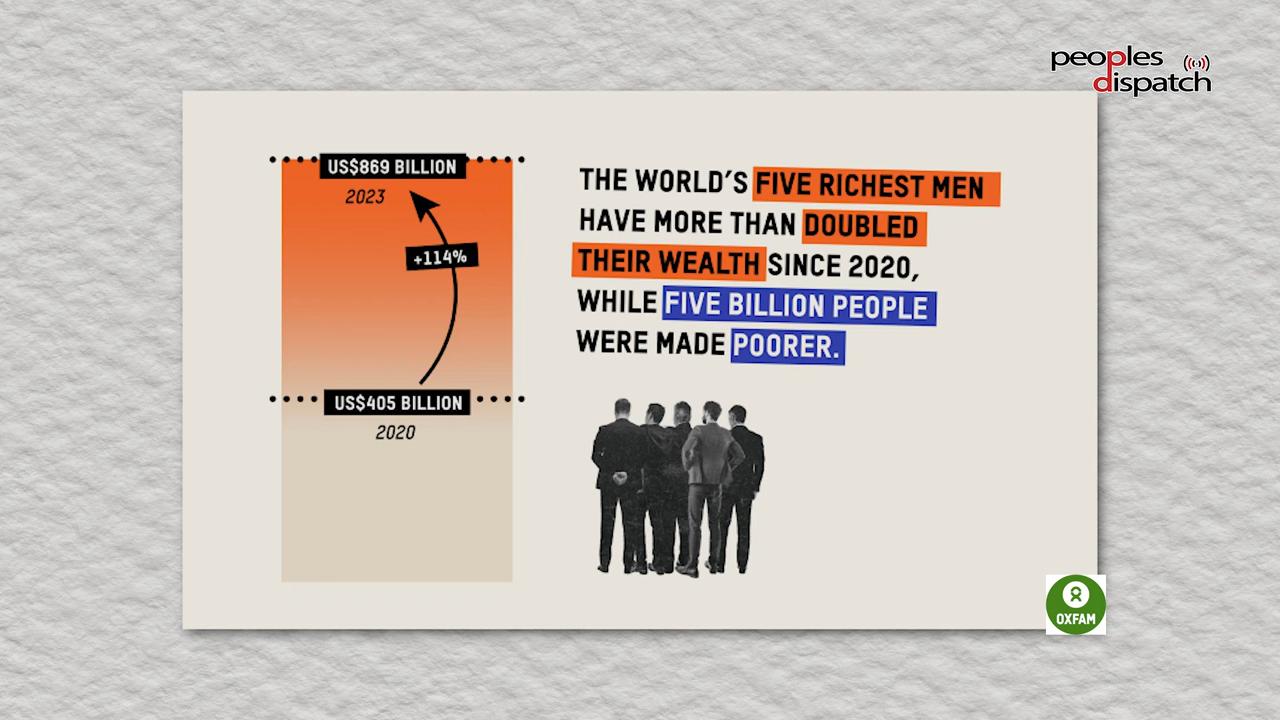 peoples
dispatch
US$869 BILLION
2023
+114%
US$405 BILLION
2020
THE WORLD'S FIVE RICHEST MEN
HAVE MORE THAN DOUBLED
THEIR WEALTH SINCE 2020,
WHILE FIVE BILLION PEOPLE
WERE MADE POORER.
OXFAM